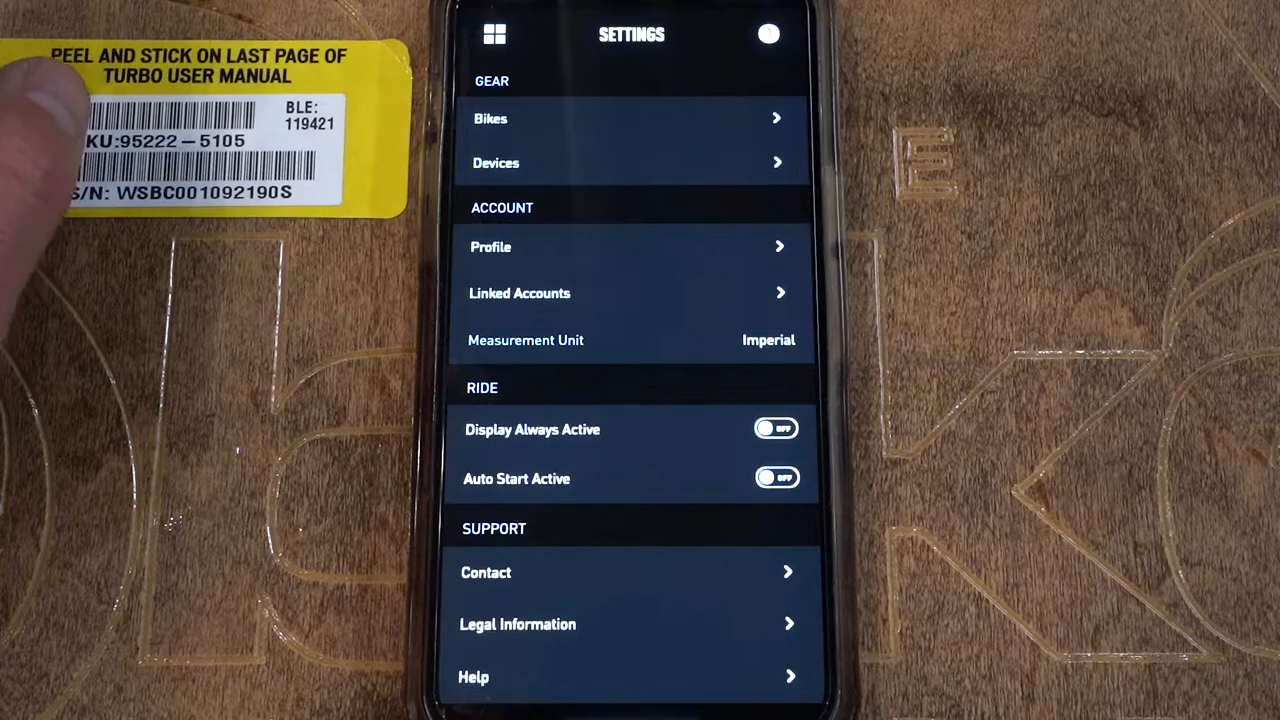 PEEL AND STICK ON LAST PAGE OF
TURBO USER MANUAL
BLE:
119421
KU:95222-5105
S/N: WSBC001092190S
SETTINGS
?
GEAR
Bikes
Devices
ACCOUNT
Profile
Linked Accounts
Measurement Unit Imperial
RIDE
Display Always Active OFF
Auto Start Active OFF
SUPPORT
Contact
Legal Information
Help
E